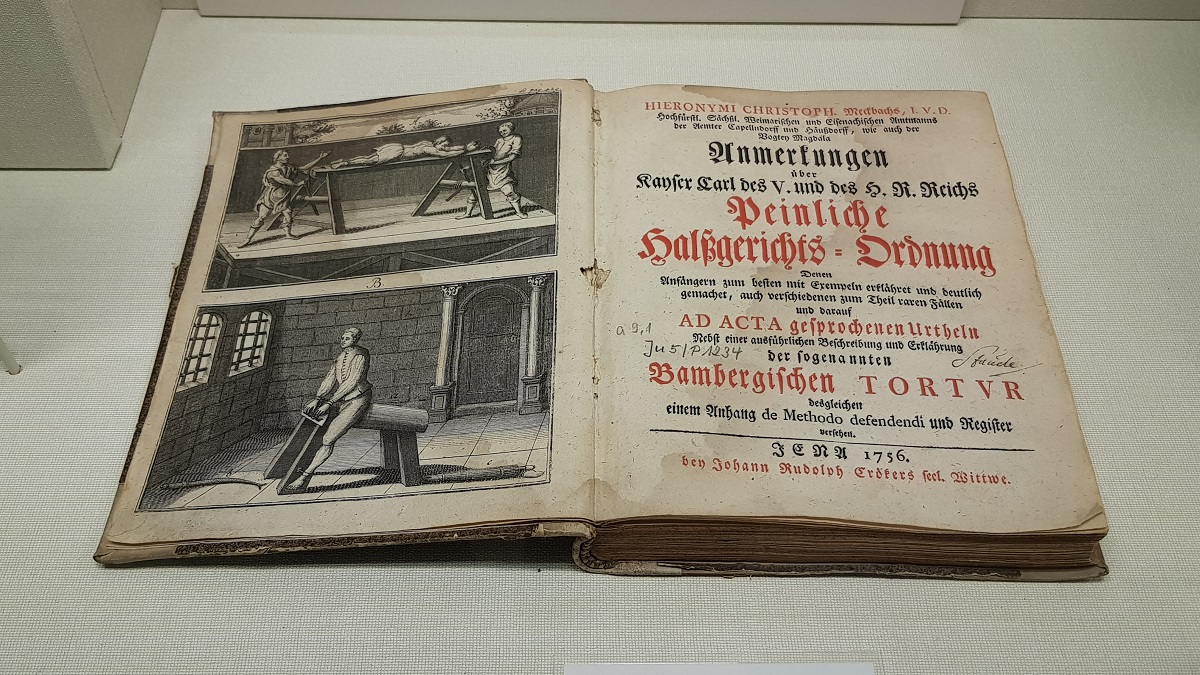 B.
HIERONYMI CHRISTOPH. Meckbachs, I. V. D.
Hochfürstl. Sächßl. Weimarischen und Eisenachischen Amtmanns
der Aemter Capellndorff und Häußdorff, wie auch der
Vogtey Magdala
Anmerkungen
über
Kayser Carl des V. und des H. R. Reichs
Peinliche
Halßgerichts = Ordnung
Denen
Anfängern zum besten mit Exempeln erkläret und deutlich
gemachet, auch verschiedenen zum Theil raren Fällen
und darauf
AD ACTA gesprochenen Urtheln
Nebst einer ausführlichen Beschreibung und Erklährung
der sogenannten
Bambergischen TORTVR
desgleichen
einem Anhang de Methodo defendendi und Register
versehen.
JENA 1756.
bey Johann Rudolph Crökers seel. Wittwe.
a 9,1
Ju 5/P 1234